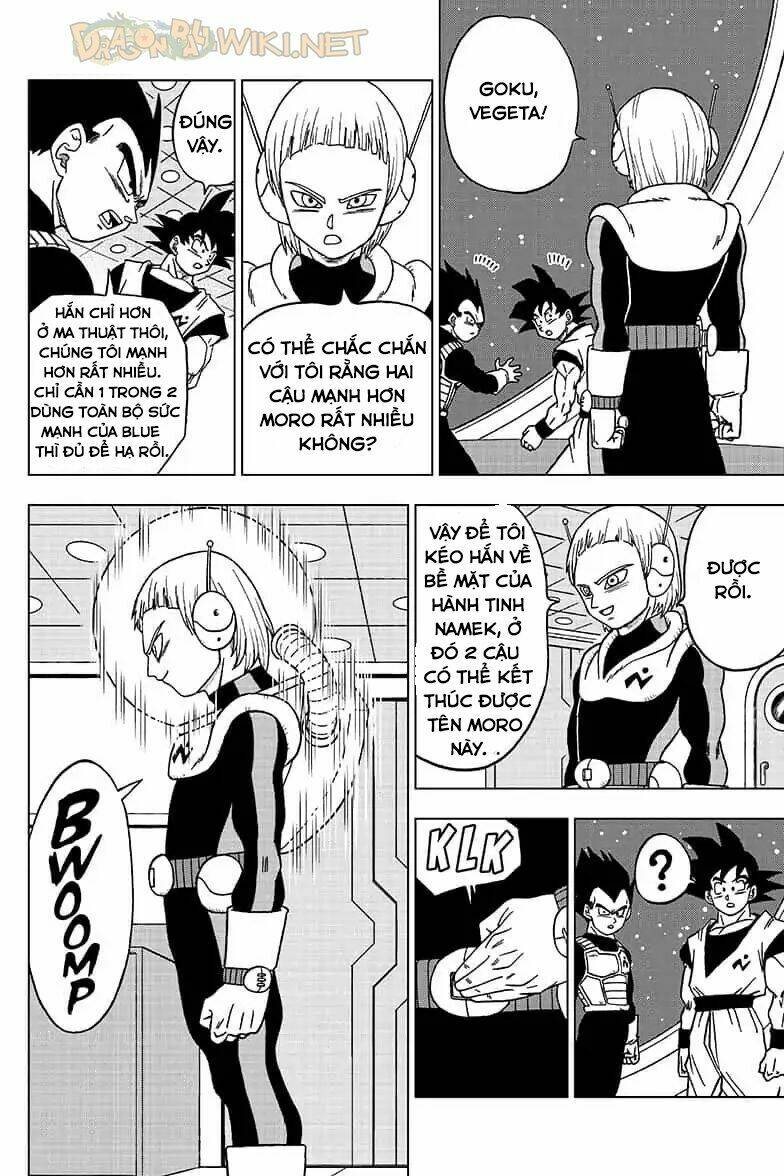 DRAGON BALL WIKI.NET
GOKU,
VEGETA!
CÓ THỂ CHẮC CHẮN
VỚI TÔI RẰNG HAI
CẬU MẠNH HƠN
MORO RẤT NHIỀU
KHÔNG?
ĐÚNG
VẬY.
HẮN CHỈ HƠN
Ở MA THUẬT THÔI,
CHÚNG TÔI MẠNH
HƠN RẤT NHIỀU.
CHỈ CẦN 1 TRONG 2
DÙNG TOÀN BỘ SỨC
MẠNH CỦA BLUE
THÌ ĐỦ ĐỂ HẠ RỒI.
ĐƯỢC
RỒI.
VẬY ĐỂ TÔI
KÉO HẮN VỀ
BỀ MẶT CỦA
HÀNH TINH
NAMEK, Ở
ĐÓ 2 CẬU
CÓ THỂ KẾT
THÚC ĐƯỢC
TÊN MORO
NÀY.
?
KLK
BWOOMP